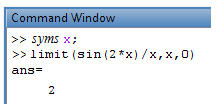 Command Window
>> syms x;
>> limit(sin(2*x)/x,x,0)
ans=
2